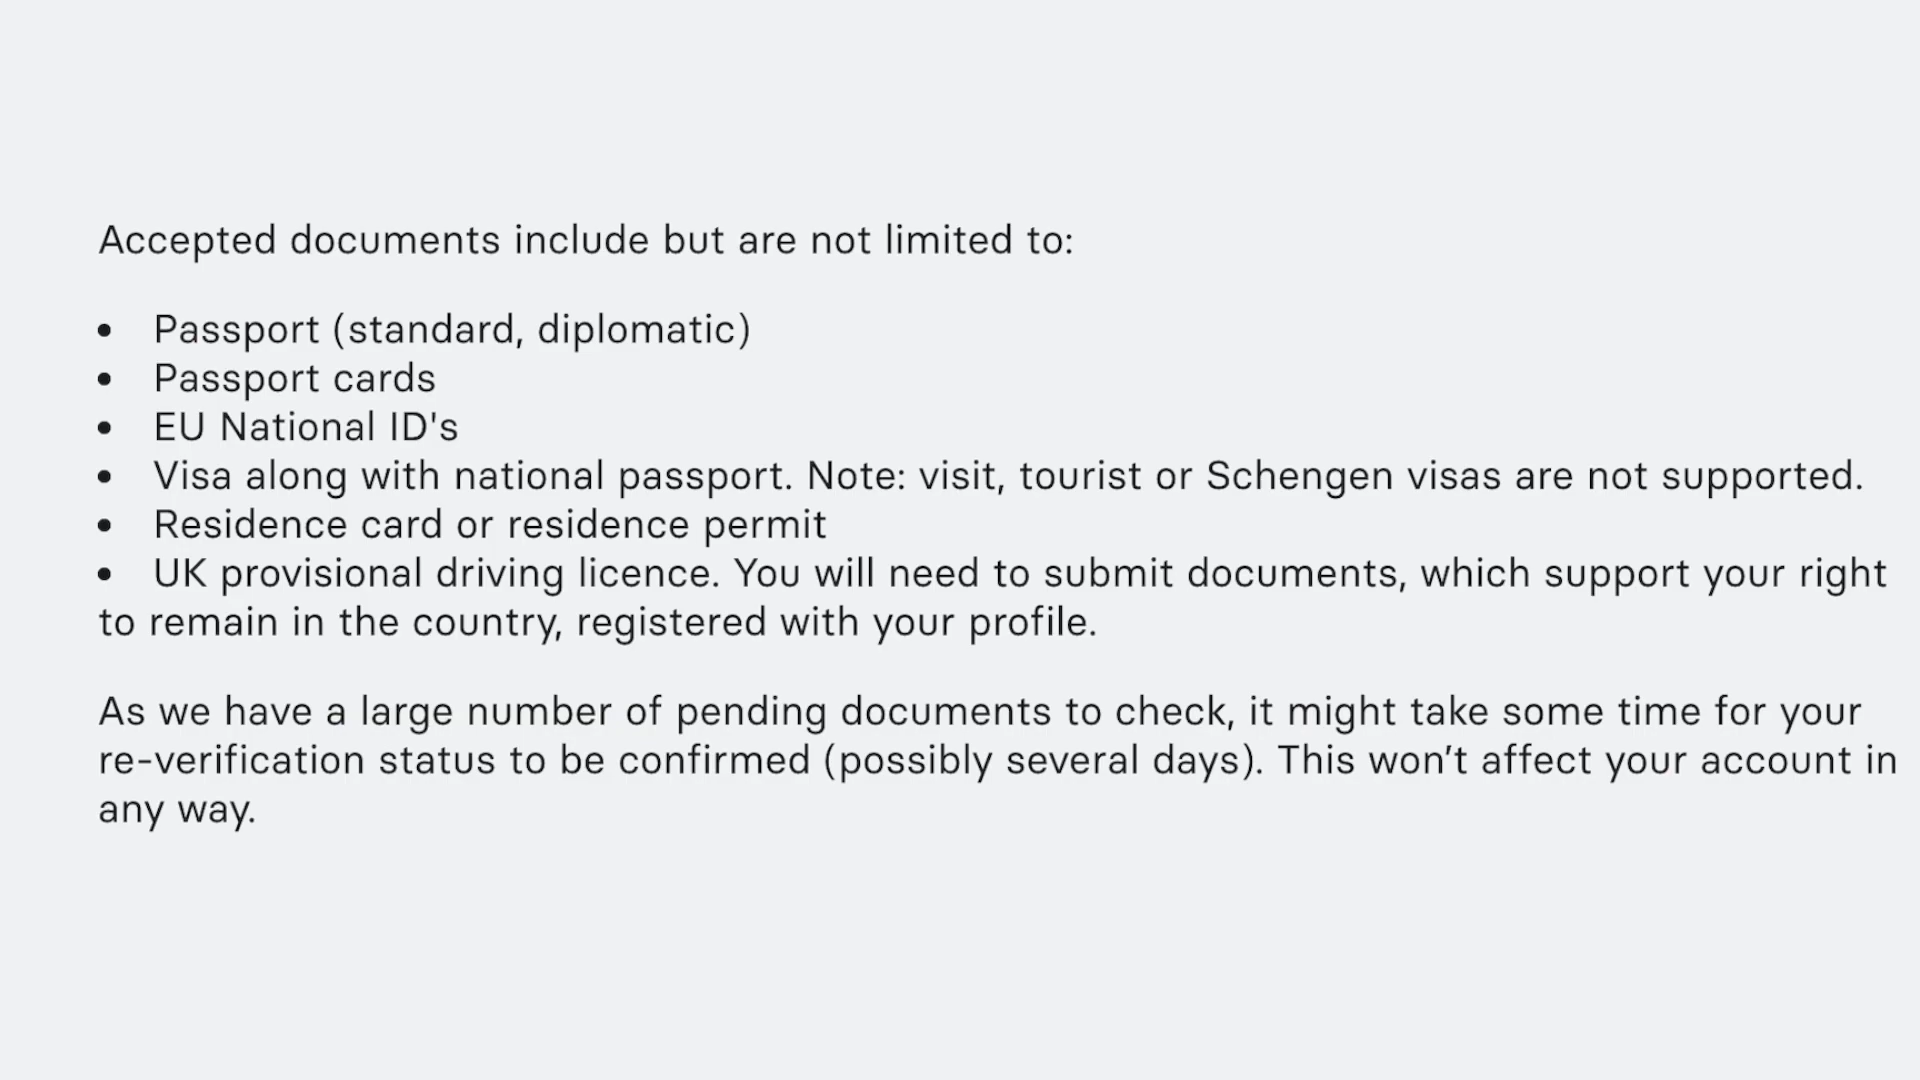 Accepted documents include but are not limited to:
• Passport (standard, diplomatic)
• Passport cards
• EU National ID's
• Visa along with national passport. Note: visit, tourist or Schengen visas are not supported.
• Residence card or residence permit
• UK provisional driving licence. You will need to submit documents, which support your right
to remain in the country, registered with your profile.
As we have a large number of pending documents to check, it might take some time for your
re-verification status to be confirmed (possibly several days). This won’t affect your account in
any way.